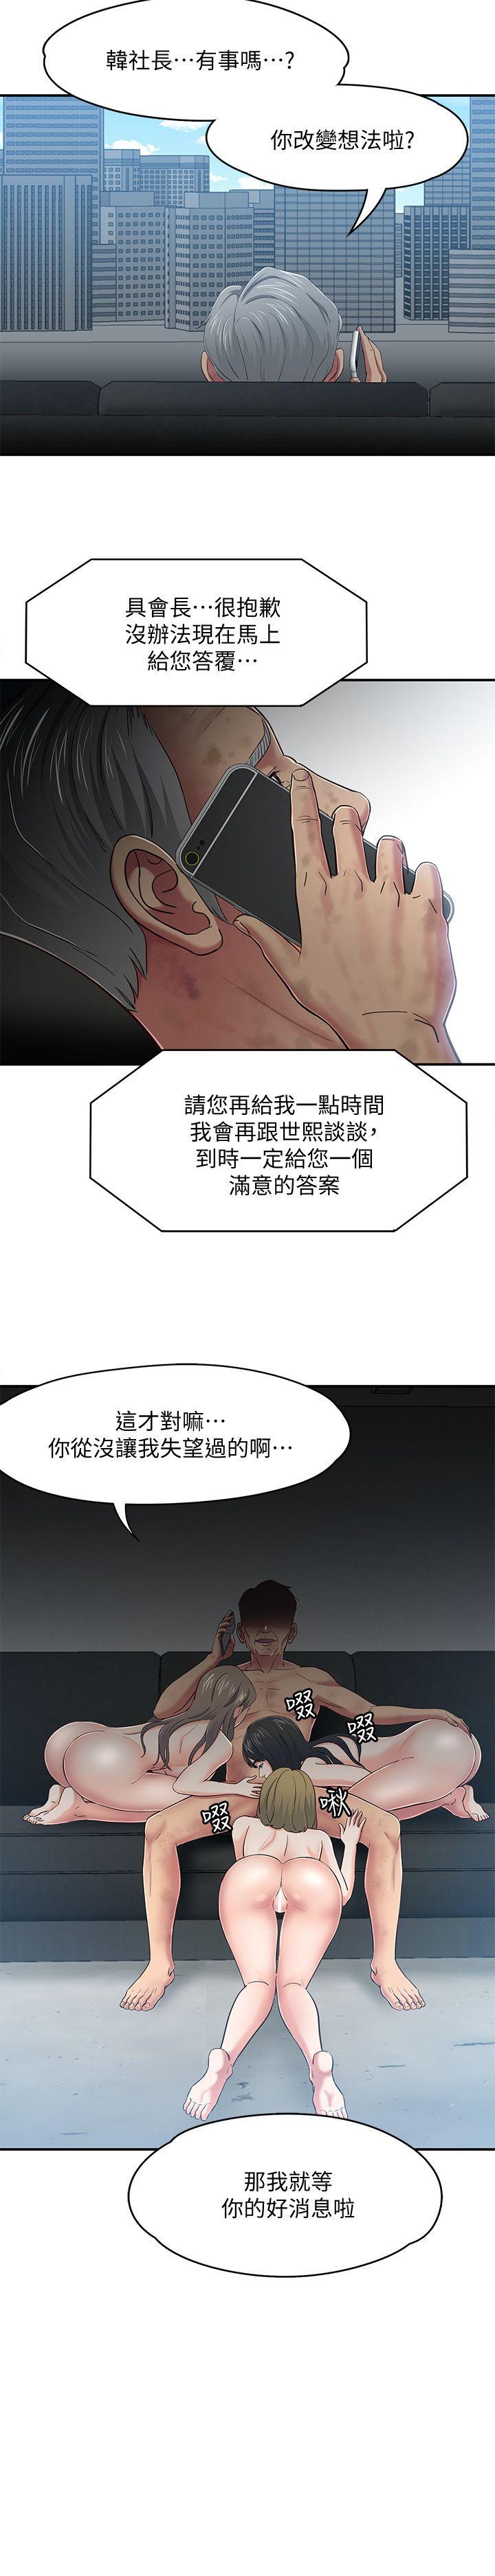 韓社長⋯有事嗎⋯?
你改變想法啦?
具會長⋯很抱歉
沒辦法現在馬上
給您答覆⋯
請您再給我一點時間
我會再跟世熙談談，
到時一定給您一個
滿意的答案
這才對嘛⋯
你從沒讓我失望過的啊⋯
啜啜
啜啜
啜啜
啾
那我就等
你的好消息啦